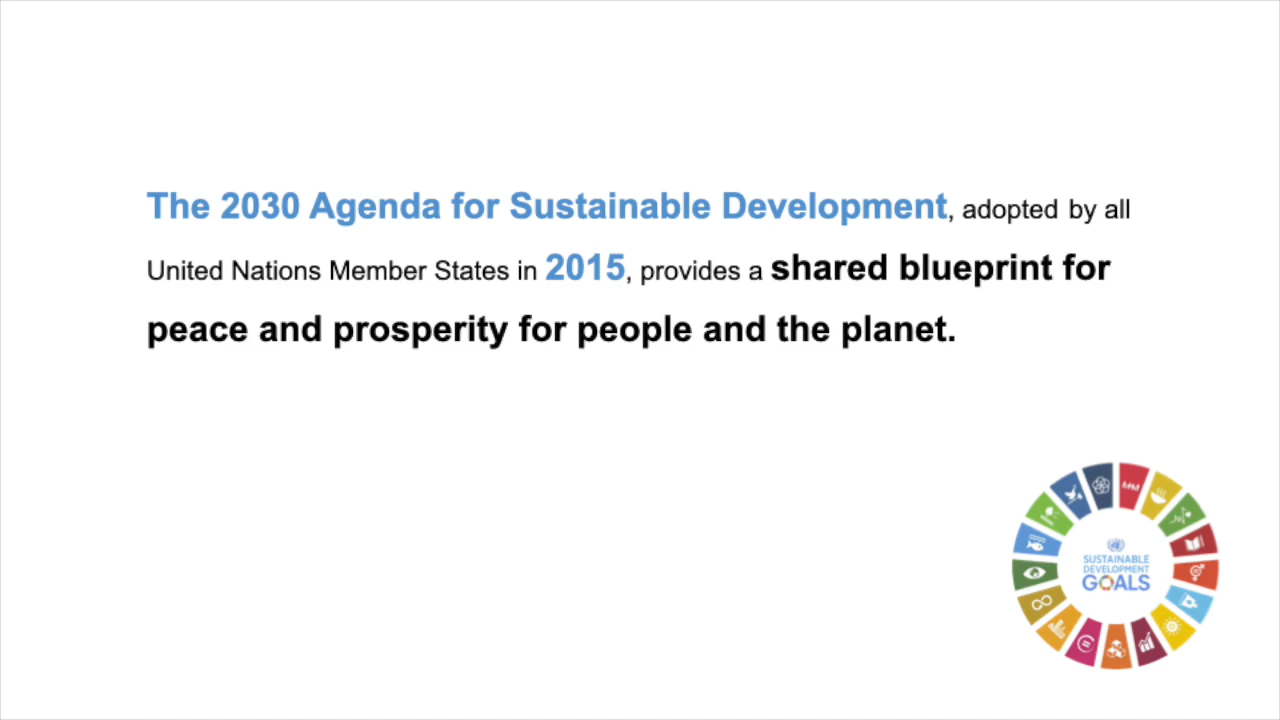 The 2030 Agenda for Sustainable Development, adopted by all
United Nations Member States in 2015, provides a shared blueprint for
peace and prosperity for people and the planet.
SUSTAINABLE
DEVELOPMENT
GOALS